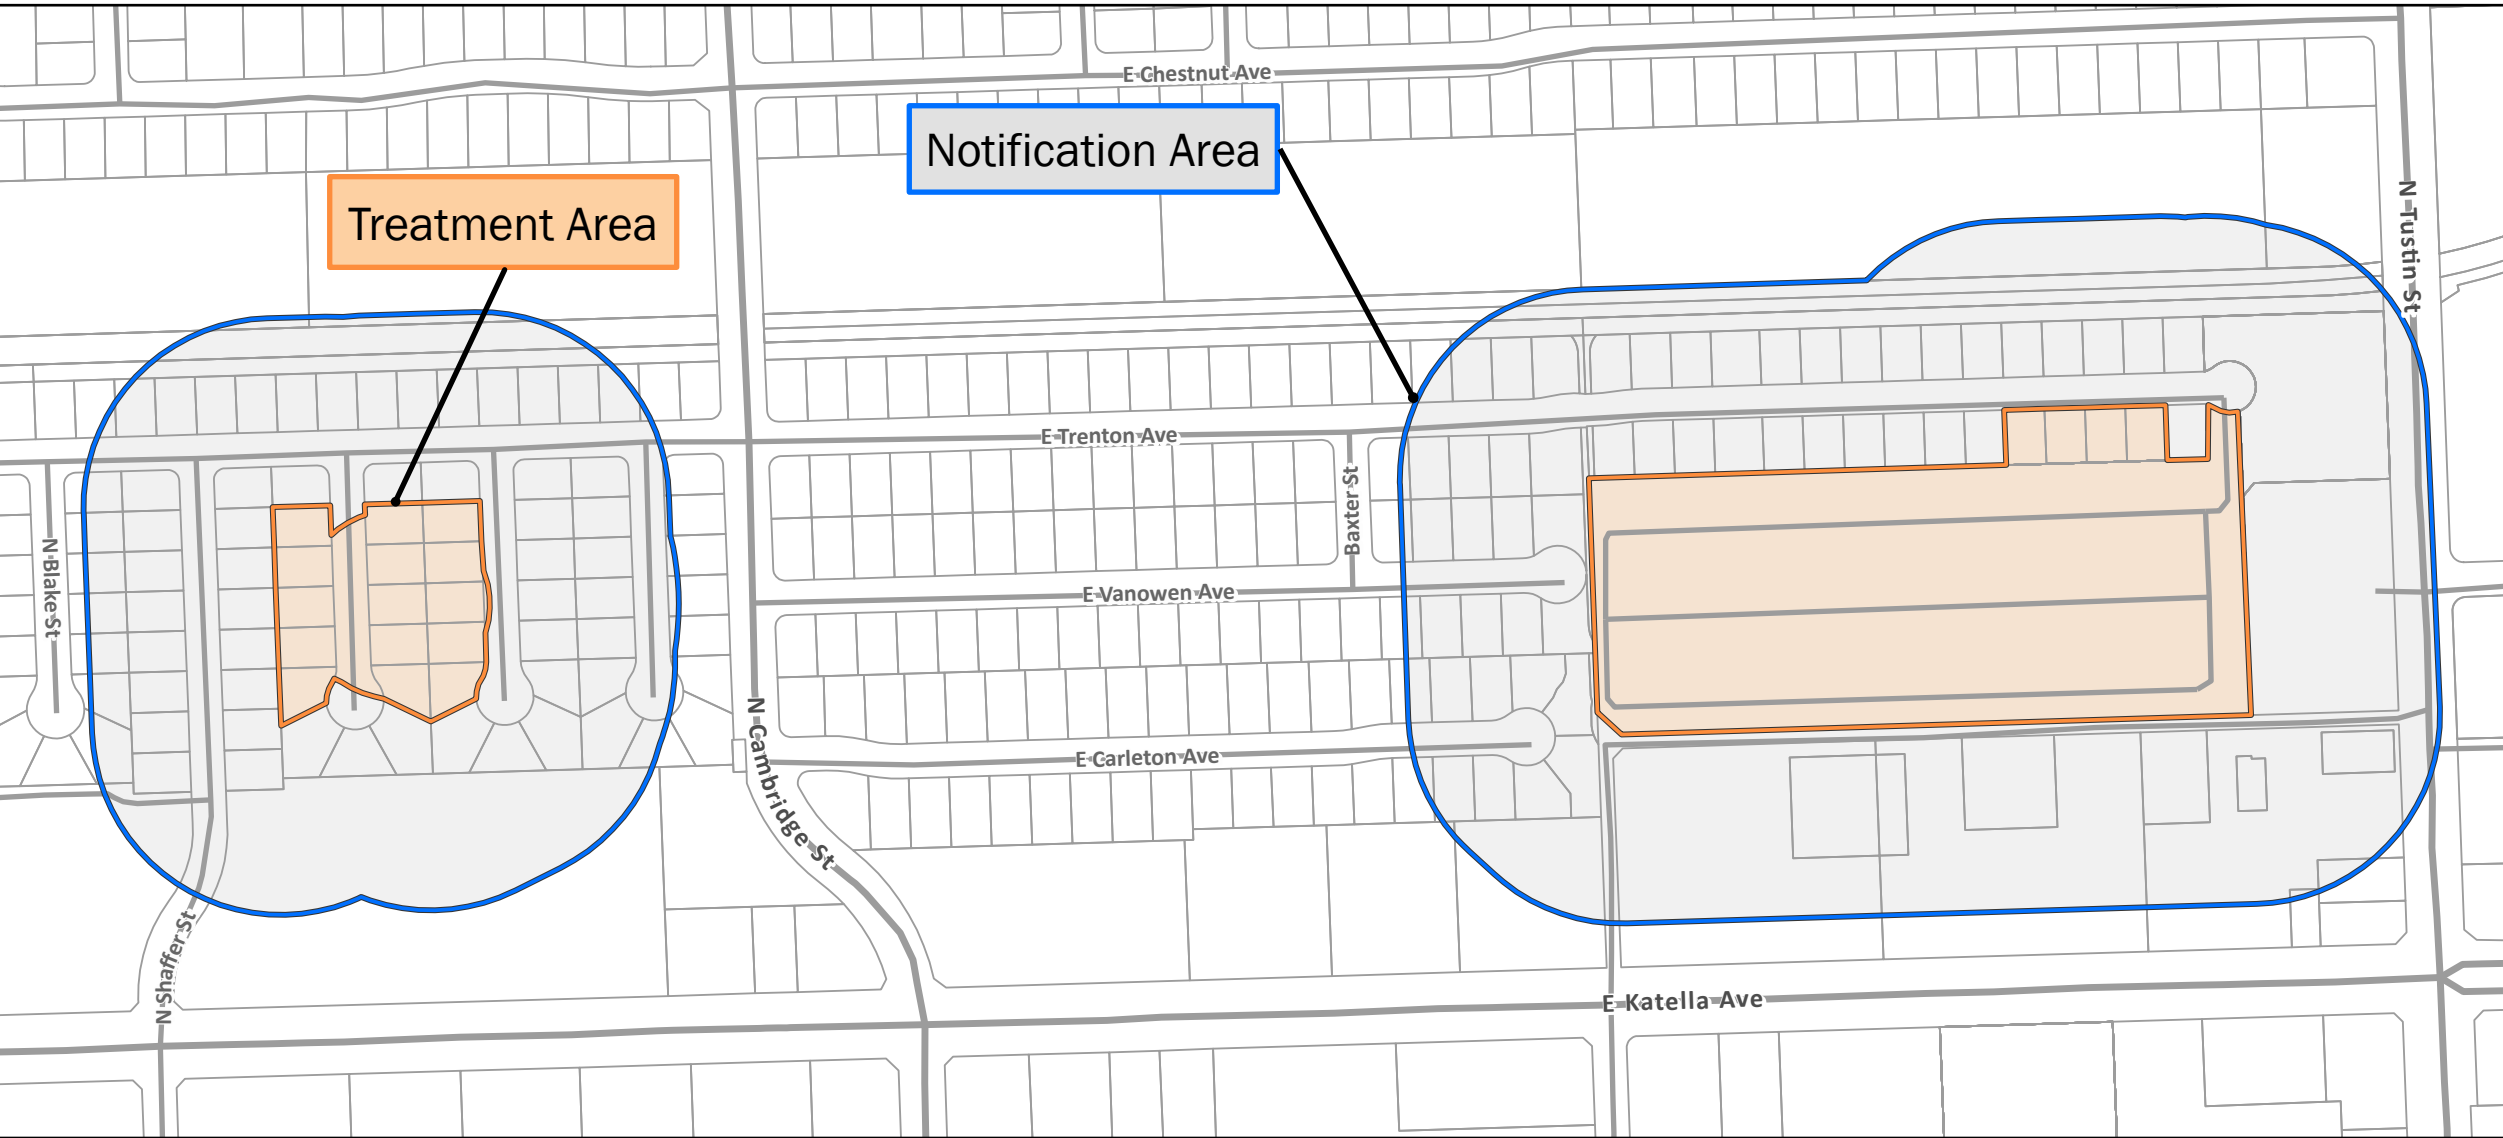 E Chestnut Ave
Notification Area
Treatment Area
N Tustin St
E Trenton Ave
Baxter St
N Blake St
E Vanowen Ave
N Cambridge St
E Carleton Ave
N Shaffer St
E Katella Ave